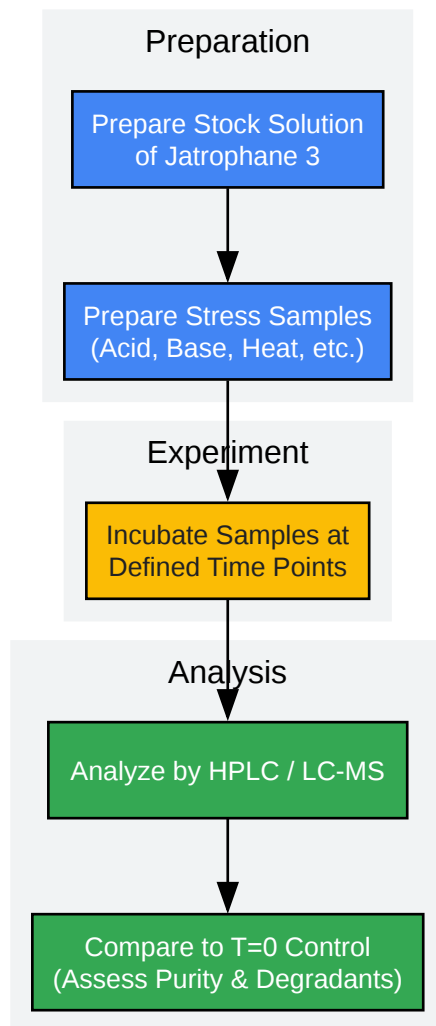 Preparation
Prepare Stock Solution
of Jatrophane 3
Prepare Stress Samples
(Acid, Base, Heat, etc.)
Experiment
Incubate Samples at
Defined Time Points
Analysis
Analyze by HPLC / LC-MS
Compare to T=0 Control
(Assess Purity & Degradants)